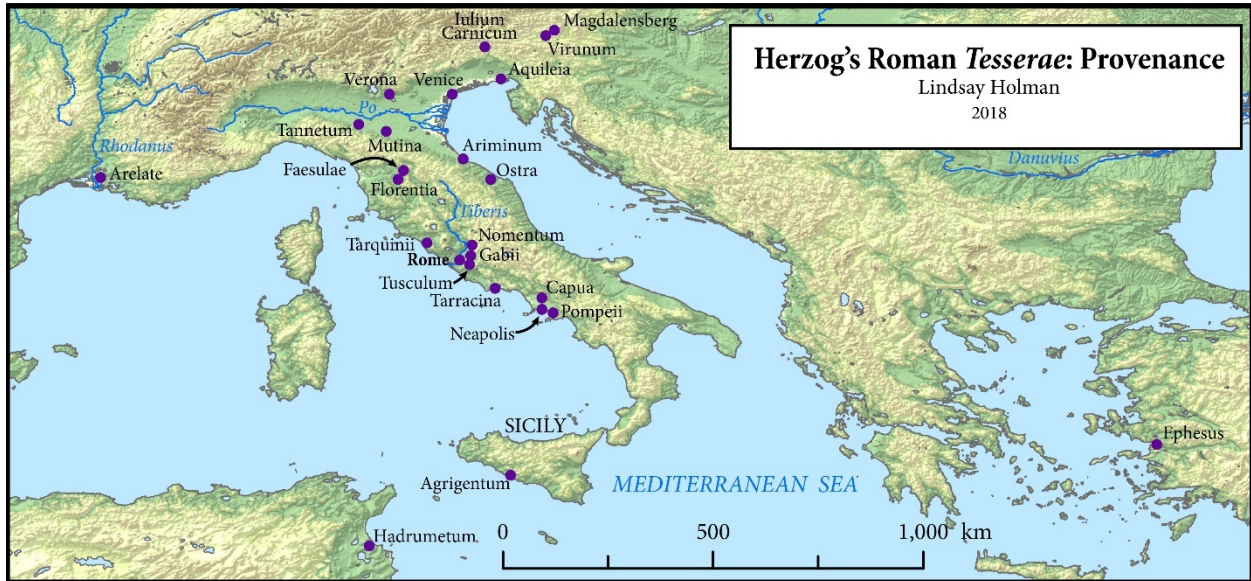 Herzog's Roman Tesserae: Provenance
Lindsay Holman
2018
Iulium
Carnicum
Magdalensberg
Virunum
Aquileia
Verona
Venice
Po
Tannetum
Mutina
Rhodanus
Arelate
Faesulae
Florentia
Ariminum
Ostra
Danuvius
Tiberis
Tarquinii
Nomentum
Rome
Gabii
Tusculum
Tarracina
Capua
Neapolis
Pompeii
SICILY
Ephesus
Agrigentum
MEDITERRANEAN SEA
Hadrumetum
0 500 1,000 km